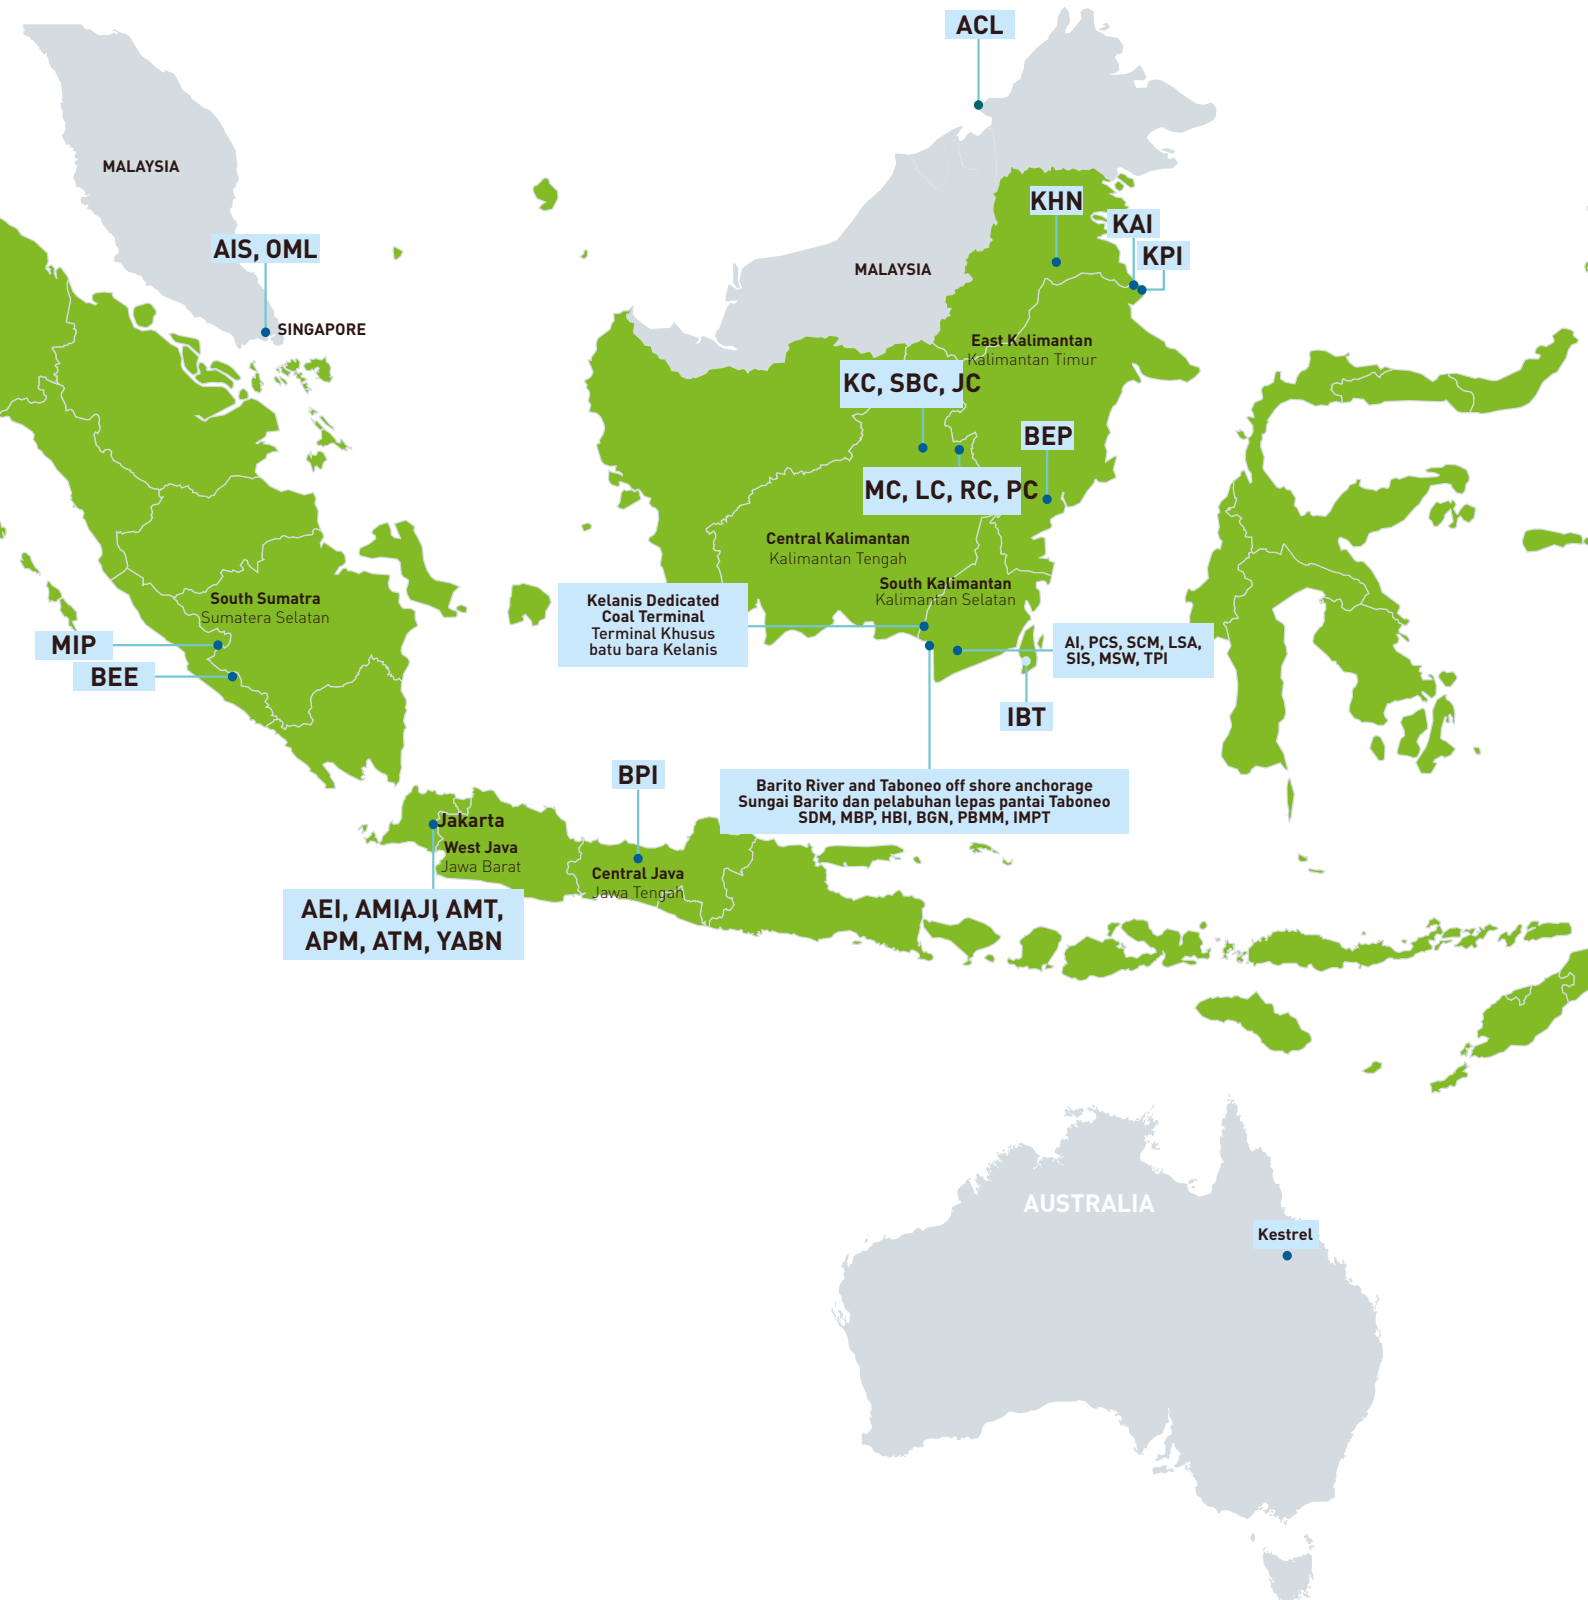 ACL
MALAYSIA
KHN
KAI
AIS, OML
KPI
MALAYSIA
SINGAPORE
East Kalimantan
Kalimantan Timur
KC, SBC, JC
BEP
MC, LC, RC, PC
Central Kalimantan
Kalimantan Tengah
South Kalimantan
Kalimantan Selatan
Kelanis Dedicated
Coal Terminal
Terminal Khusus
batu bara Kelanis
South Sumatra
Sumatera Selatan
MIP
BEE
AI, PCS, SCM, LSA,
SIS, MSW, TPI
IBT
BPI
Barito River and Taboneo off shore anchorage
Sungai Barito dan pelabuhan lepas pantai Taboneo
SDM, MBP, HBI, BGN, PBMM, IMPT
Jakarta
West Java
Jawa Barat
Central Java
Jawa Tengah
AEI, AMI, AJI, AMT,
APM, ATM, YABN
AUSTRALIA
Kestrel